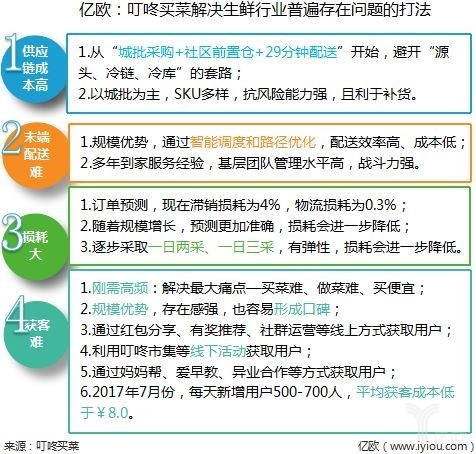 亿欧：叮咚买菜解决生鲜行业普遍存在问题的打法
1
供应
链成
本高
1.从“城批采购+社区前置仓+29分钟配送”开始，避开“源
头、冷链、冷库”的套路；
2.以城批为主，SKU多样，抗风险能力强，且利于补货。
2
末端
配送
难
1.规模优势，通过智能调度和路径优化，配送效率高、成本低；
2.多年到家服务经验，基层团队管理水平高，战斗力强。
3
损耗
大
1.订单预测，现在滞销损耗为4%，物流损耗为0.3%；
2.随着规模增长，预测更加准确，损耗会进一步降低。
3.逐步采取一日两采、一日三采，有弹性，损耗会进一步降低。
4
获客
难
1.刚需高频：解决最大痛点—买菜难、做菜难、买便宜；
2.规模优势，存在感强，也容易形成口碑；
3.通过红包分享、有奖推荐、社群运营等线上方式获取用户；
4.利用叮咚市集等线下活动获取用户；
5.通过妈妈帮、爱早教、异业合作等方式获取用户；
6.2017年7月份，每天新增用户500-700人，平均获客成本低
于￥8.0。
来源：叮咚买菜
亿欧（www.iyiou.com）